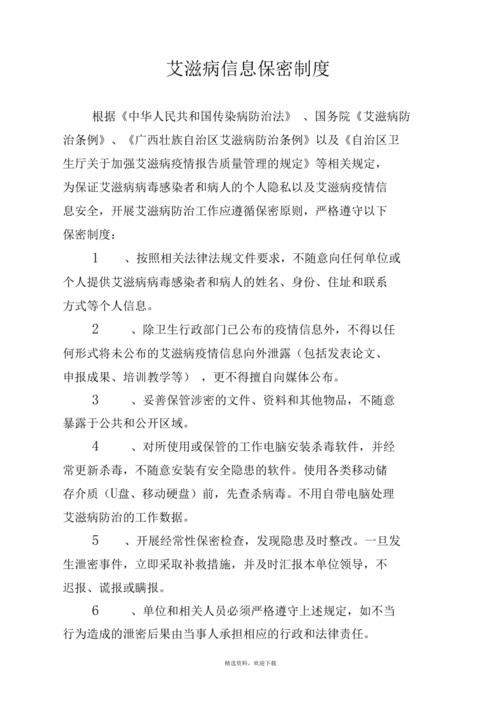 艾滋病信息保密制度
根据《中华人民共和国传染病防治法》 、国务院《艾滋病防
治条例》、《广西壮族自治区艾滋病防治条例》以及《自治区卫
生厅关于加强艾滋病疫情报告质量管理的规定》等相关规定，
为保证艾滋病病毒感染者和病人的个人隐私以及艾滋病疫情信
息安全，开展艾滋病防治工作应遵循保密原则，严格遵守以下
保密制度：
1 、按照相关法律法规文件要求，不随意向任何单位或
个人提供艾滋病病毒感染者和病人的姓名、身份、住址和联系
方式等个人信息。
2 、除卫生行政部门已公布的疫情信息外，不得以任
何形式将未公布的艾滋病疫情信息向外泄露（包括发表论文、
申报成果、培训教学等） ，更不得擅自向媒体公布。
3 、妥善保管涉密的文件、资料和其他物品，不随意
暴露于公共和公开区域。
4 、对所使用或保管的工作电脑安装杀毒软件，并经
常更新杀毒，不随意安装有安全隐患的软件。使用各类移动储
存介质（U盘、移动硬盘）前，先查杀病毒。不用自带电脑处理
艾滋病防治的工作数据。
5 、开展经常性保密检查，发现隐患及时整改。一旦发
生泄密事件，立即采取补救措施，并及时汇报本单位领导，不
迟报、谎报或瞒报。
6 、单位和相关人员必须严格遵守上述规定，如不当
行为造成的泄密后果由当事人承担相应的行政和法律责任。
精选资料，欢迎下载